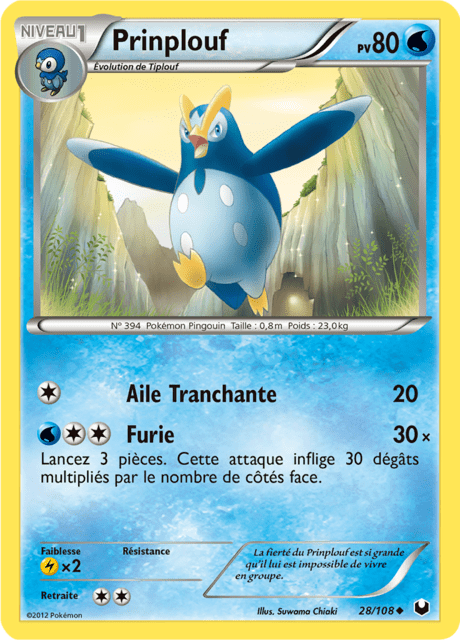 NIVEAU 1
Prinplouf
PV 80
Évolution de Tiplouf
N° 394 Pokémon Pingouin Taille : 0,8m Poids : 23,0kg
Aile Tranchante 20
Furie 30×
Lancez 3 pièces. Cette attaque inflige 30 dégâts
multipliés par le nombre de côtés face.
Faiblesse Résistance
×2
La fierté du Prinplouf est si grande
qu'il lui est impossible de vivre
en groupe.
Retraite
©2012 Pokémon
Illus. Suwama Chiaki
28/108